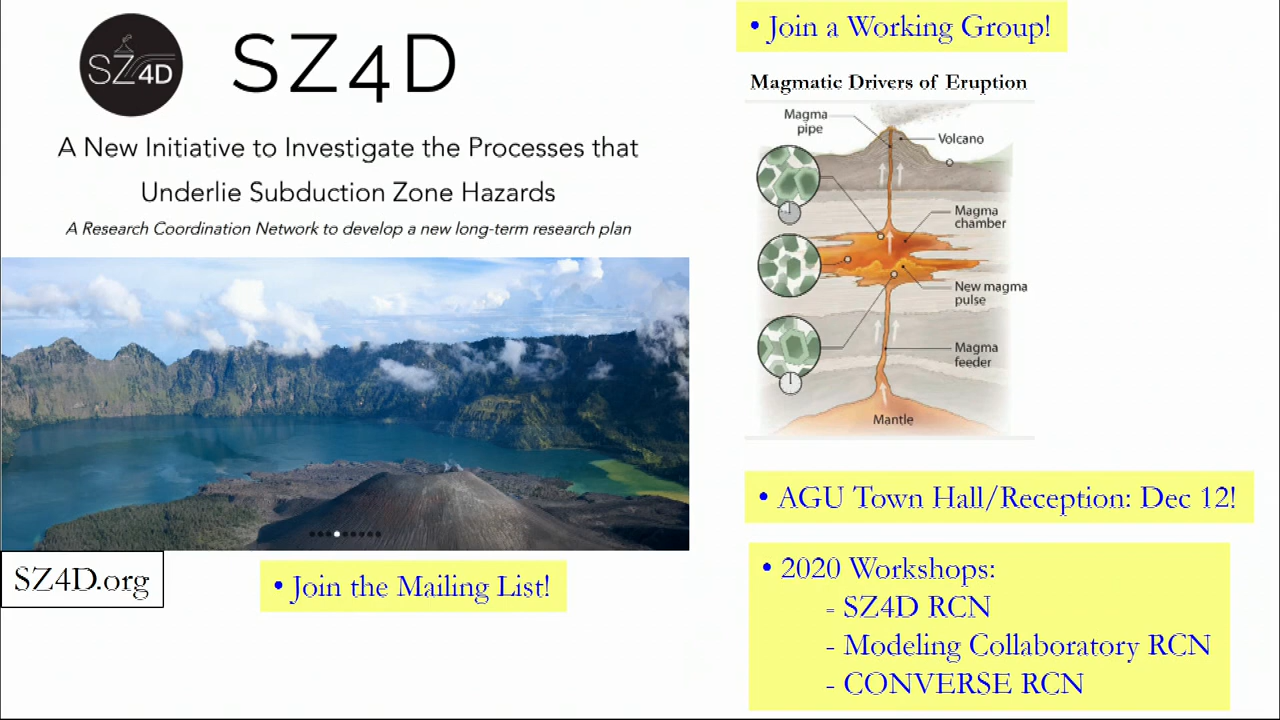 SZ4D
SZ4D
A New Initiative to Investigate the Processes that
Underlie Subduction Zone Hazards
A Research Coordination Network to develop a new long-term research plan
SZ4D.org
• Join the Mailing List!
• Join a Working Group!
Magmatic Drivers of Eruption
Magma
pipe
Volcano
Magma
chamber
New magma
pulse
Magma
feeder
Mantle
• AGU Town Hall/Reception: Dec 12!
• 2020 Workshops:
- SZ4D RCN
- Modeling Collaboratory RCN
- CONVERSE RCN